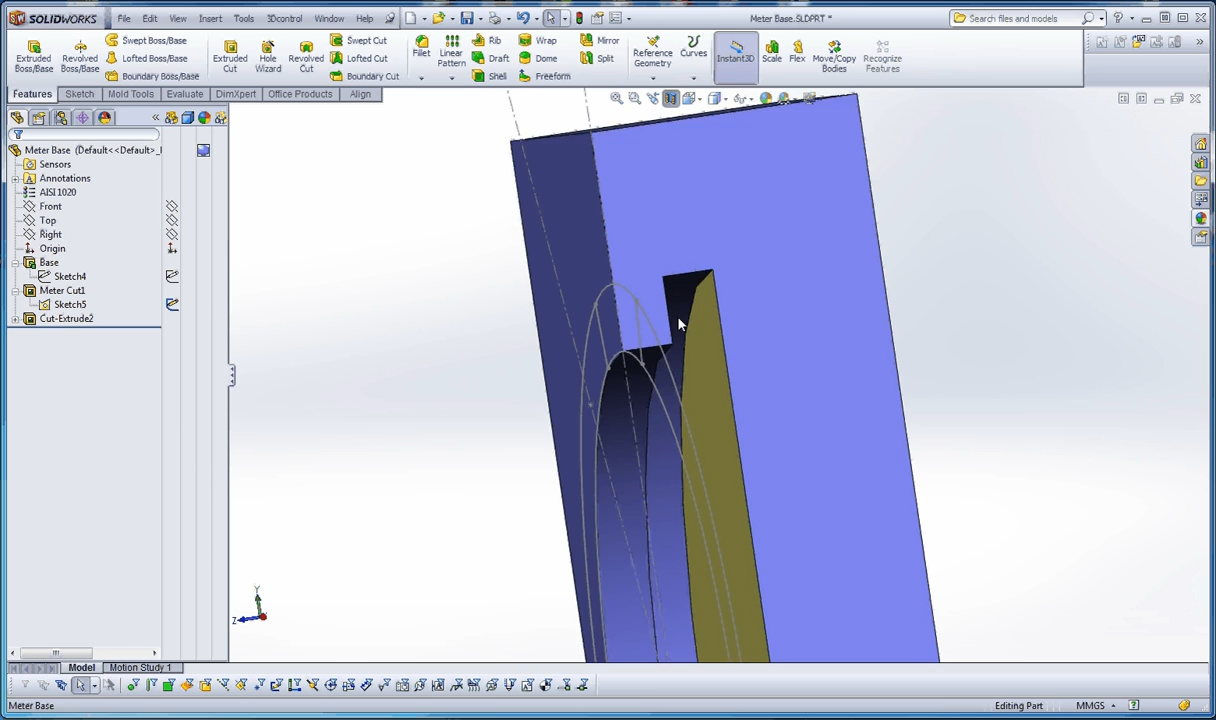 SOLIDWORKS File Edit View Insert Tools 3Dcontrol Window Help Meter Base.SLDPRT * Search files and models
Extruded Boss/Base
Revolved Boss/Base
Swept Boss/Base
Lofted Boss/Base
Boundary Boss/Base
Extruded Cut
Hole Wizard
Revolved Cut
Swept Cut
Lofted Cut
Boundary Cut
Fillet
Linear Pattern
Rib
Draft
Shell
Wrap
Dome
Freeform
Mirror
Split
Reference Geometry
Curves
Instant3D
Scale
Flex
Move/Copy Bodies
Recognize Features
Features Sketch Mold Tools Evaluate DimXpert Office Products Align
Meter Base (Default<<Default>_
Sensors
Annotations
AISI 1020
Front
Top
Right
Origin
Base
Sketch4
Meter Cut1
Sketch5
Cut-Extrude2
Y
Z
Model Motion Study 1
Meter Base Editing Part MMGS